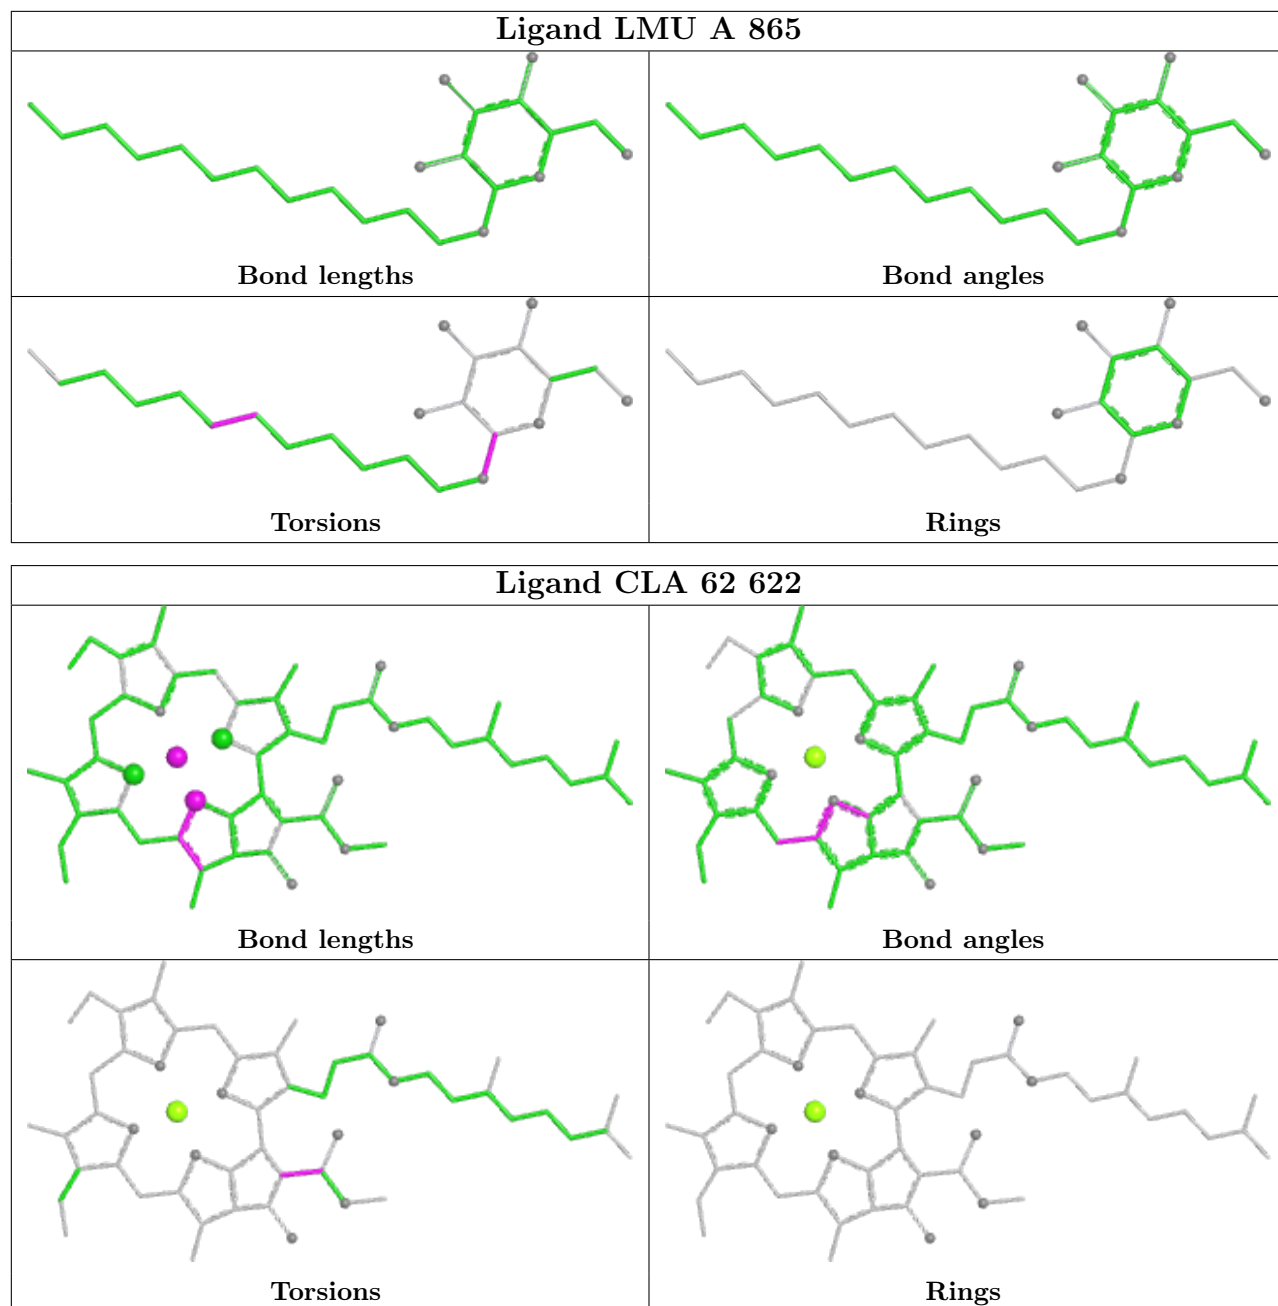 Ligand LMU A 865
Bond lengths
Bond angles
Torsions
Rings
Ligand CLA 62 622
Bond lengths
Bond angles
Torsions
Rings